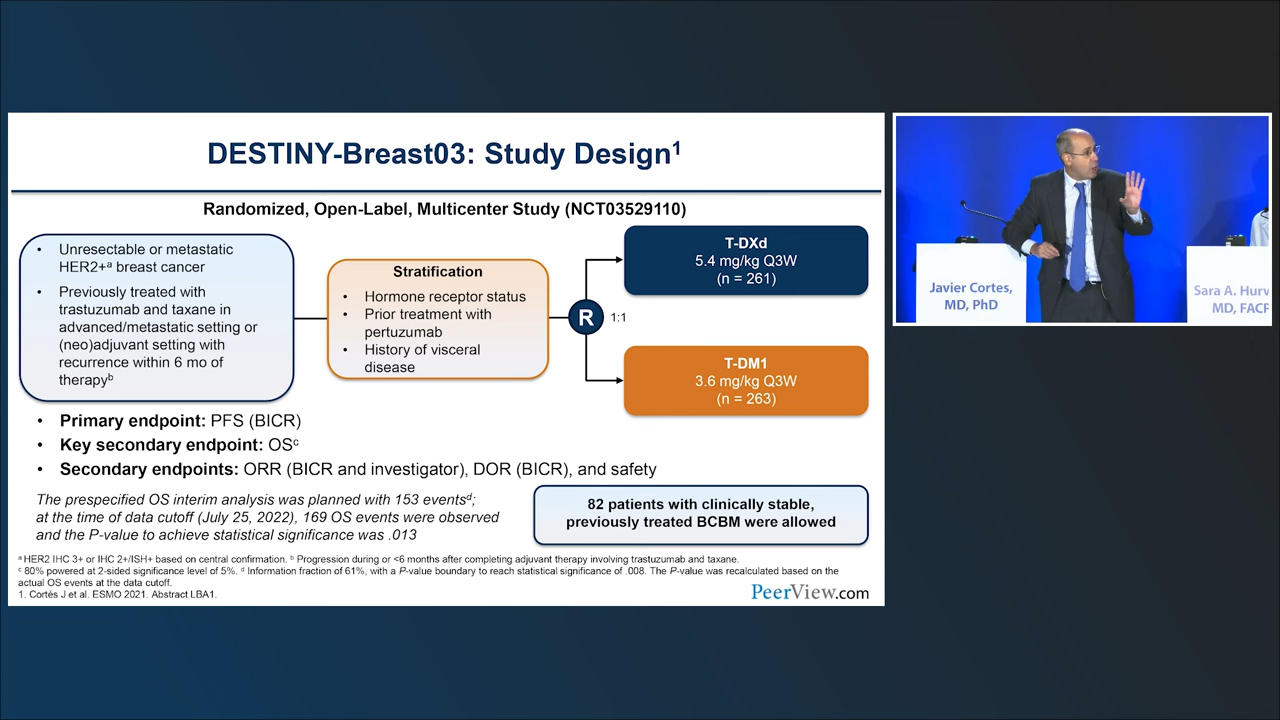 DESTINY-Breast03: Study Design¹
Randomized, Open-Label, Multicenter Study (NCT03529110)
• Unresectable or metastatic
HER2+ᵃ breast cancer
• Previously treated with
trastuzumab and taxane in
advanced/metastatic setting or
(neo)adjuvant setting with
recurrence within 6 mo of
therapyᵇ
Stratification
• Hormone receptor status
• Prior treatment with
pertuzumab
• History of visceral
disease
R
1:1
T-DXd
5.4 mg/kg Q3W
(n = 261)
T-DM1
3.6 mg/kg Q3W
(n = 263)
• Primary endpoint: PFS (BICR)
• Key secondary endpoint: OSᶜ
• Secondary endpoints: ORR (BICR and investigator), DOR (BICR), and safety
The prespecified OS interim analysis was planned with 153 eventsᵈ;
at the time of data cutoff (July 25, 2022), 169 OS events were observed
and the P-value to achieve statistical significance was .013
82 patients with clinically stable,
previously treated BCBM were allowed
ᵃ HER2 IHC 3+ or IHC 2+/ISH+ based on central confirmation. ᵇ Progression during or <6 months after completing adjuvant therapy involving trastuzumab and taxane.
ᶜ 80% powered at 2-sided significance level of 5%. ᵈ Information fraction of 61%, with a P-value boundary to reach statistical significance of .008. The P-value was recalculated based on the
actual OS events at the data cutoff.
1. Cortés J et al. ESMO 2021. Abstract LBA1.
PeerView.com
Javier Cortes,
MD, PhD
Sara A. Hurv
MD, FACP